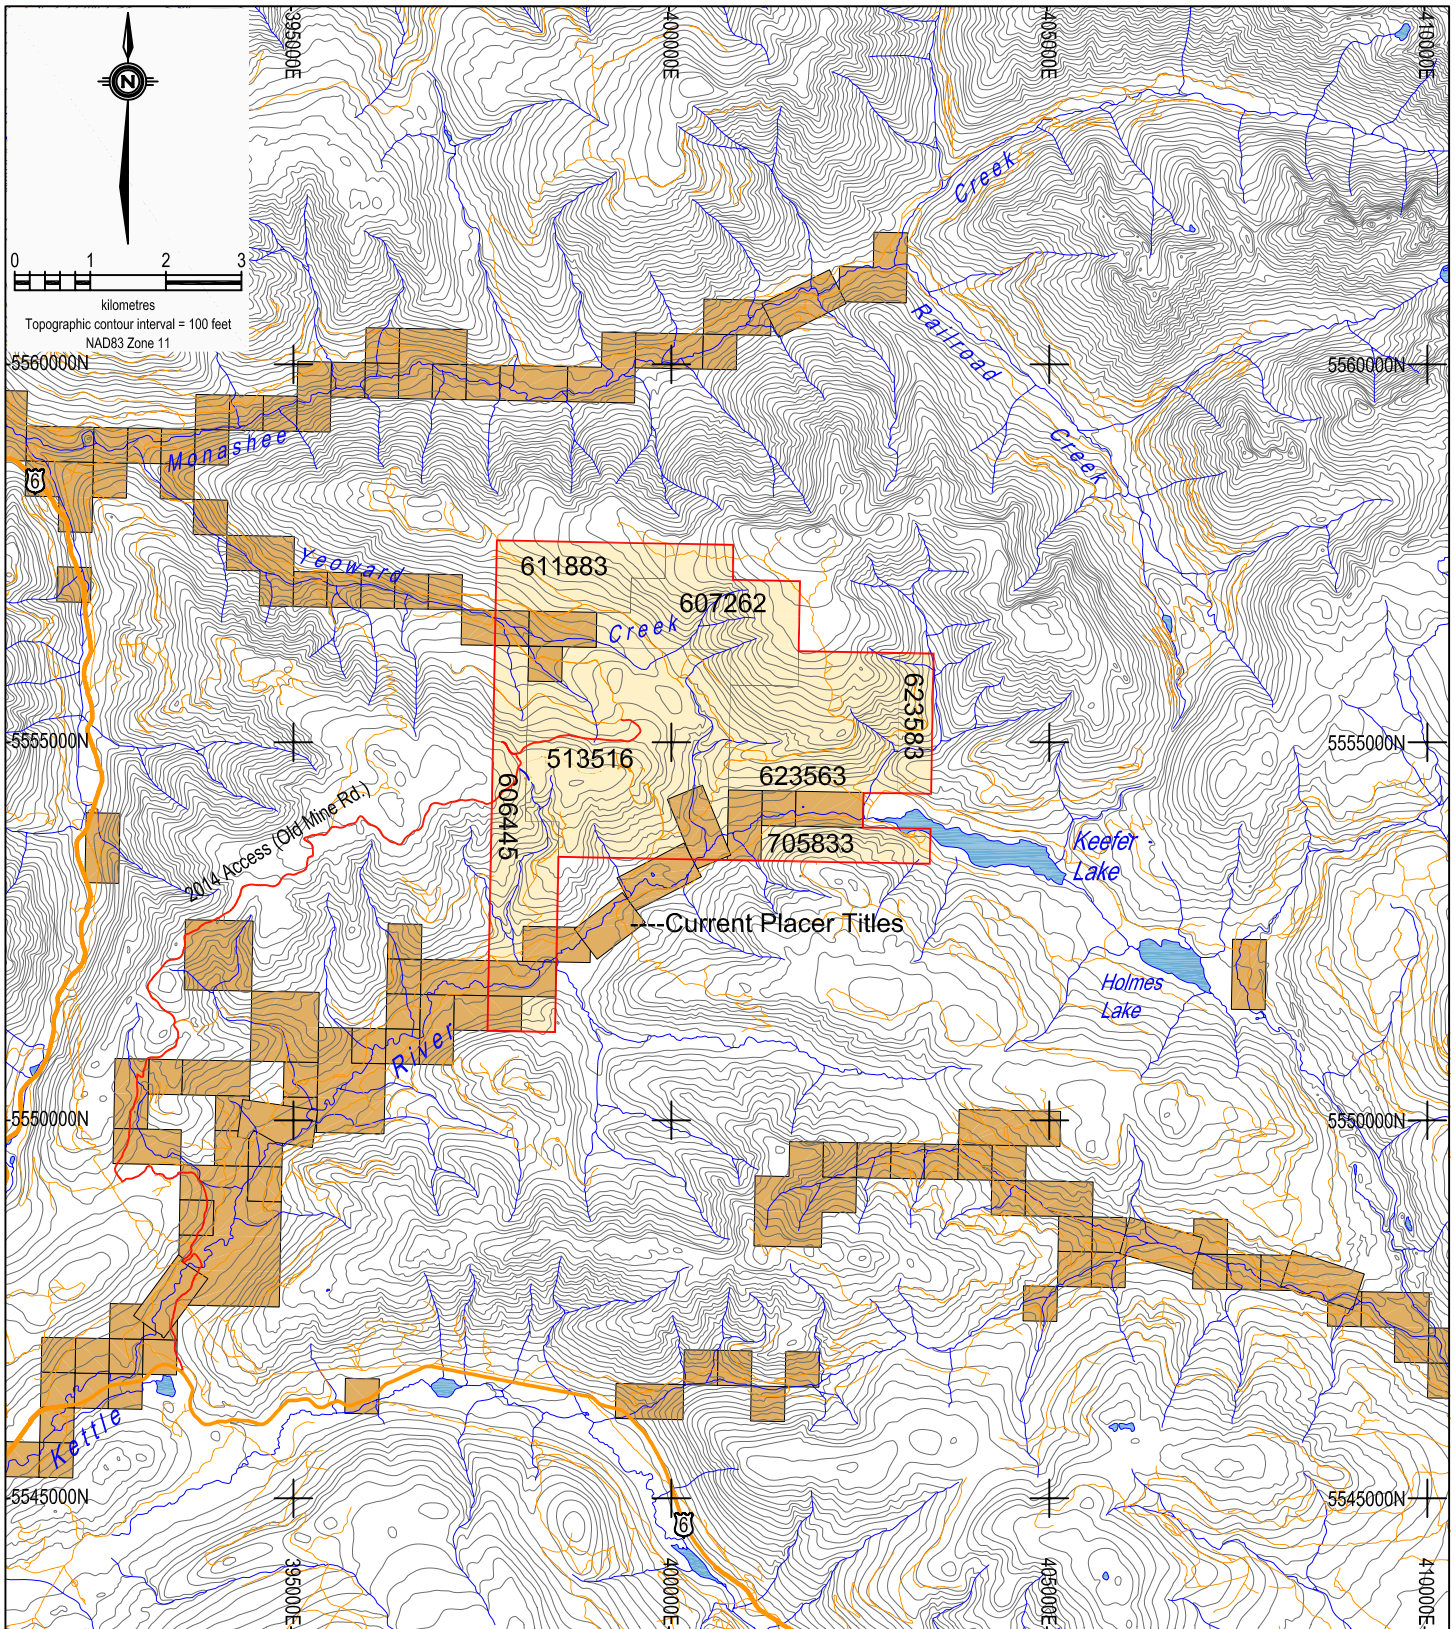 395000E
400000E
405000E
410000E
N
0 1 2 3
kilometres
Topographic contour interval = 100 feet
NAD83 Zone 11
Creek
Railroad
Creek
5560000N
5560000N
Monashee
6
Yeoward
Creek
611883
607262
623583
5555000N
5555000N
513516
623563
606445
705833
2014 Access (Old Mine Rd.)
Keefer
Lake
----Current Placer Titles
Holmes
Lake
River
5550000N
5550000N
Kettle
5545000N
5545000N
6
395000E
400000E
405000E
410000E